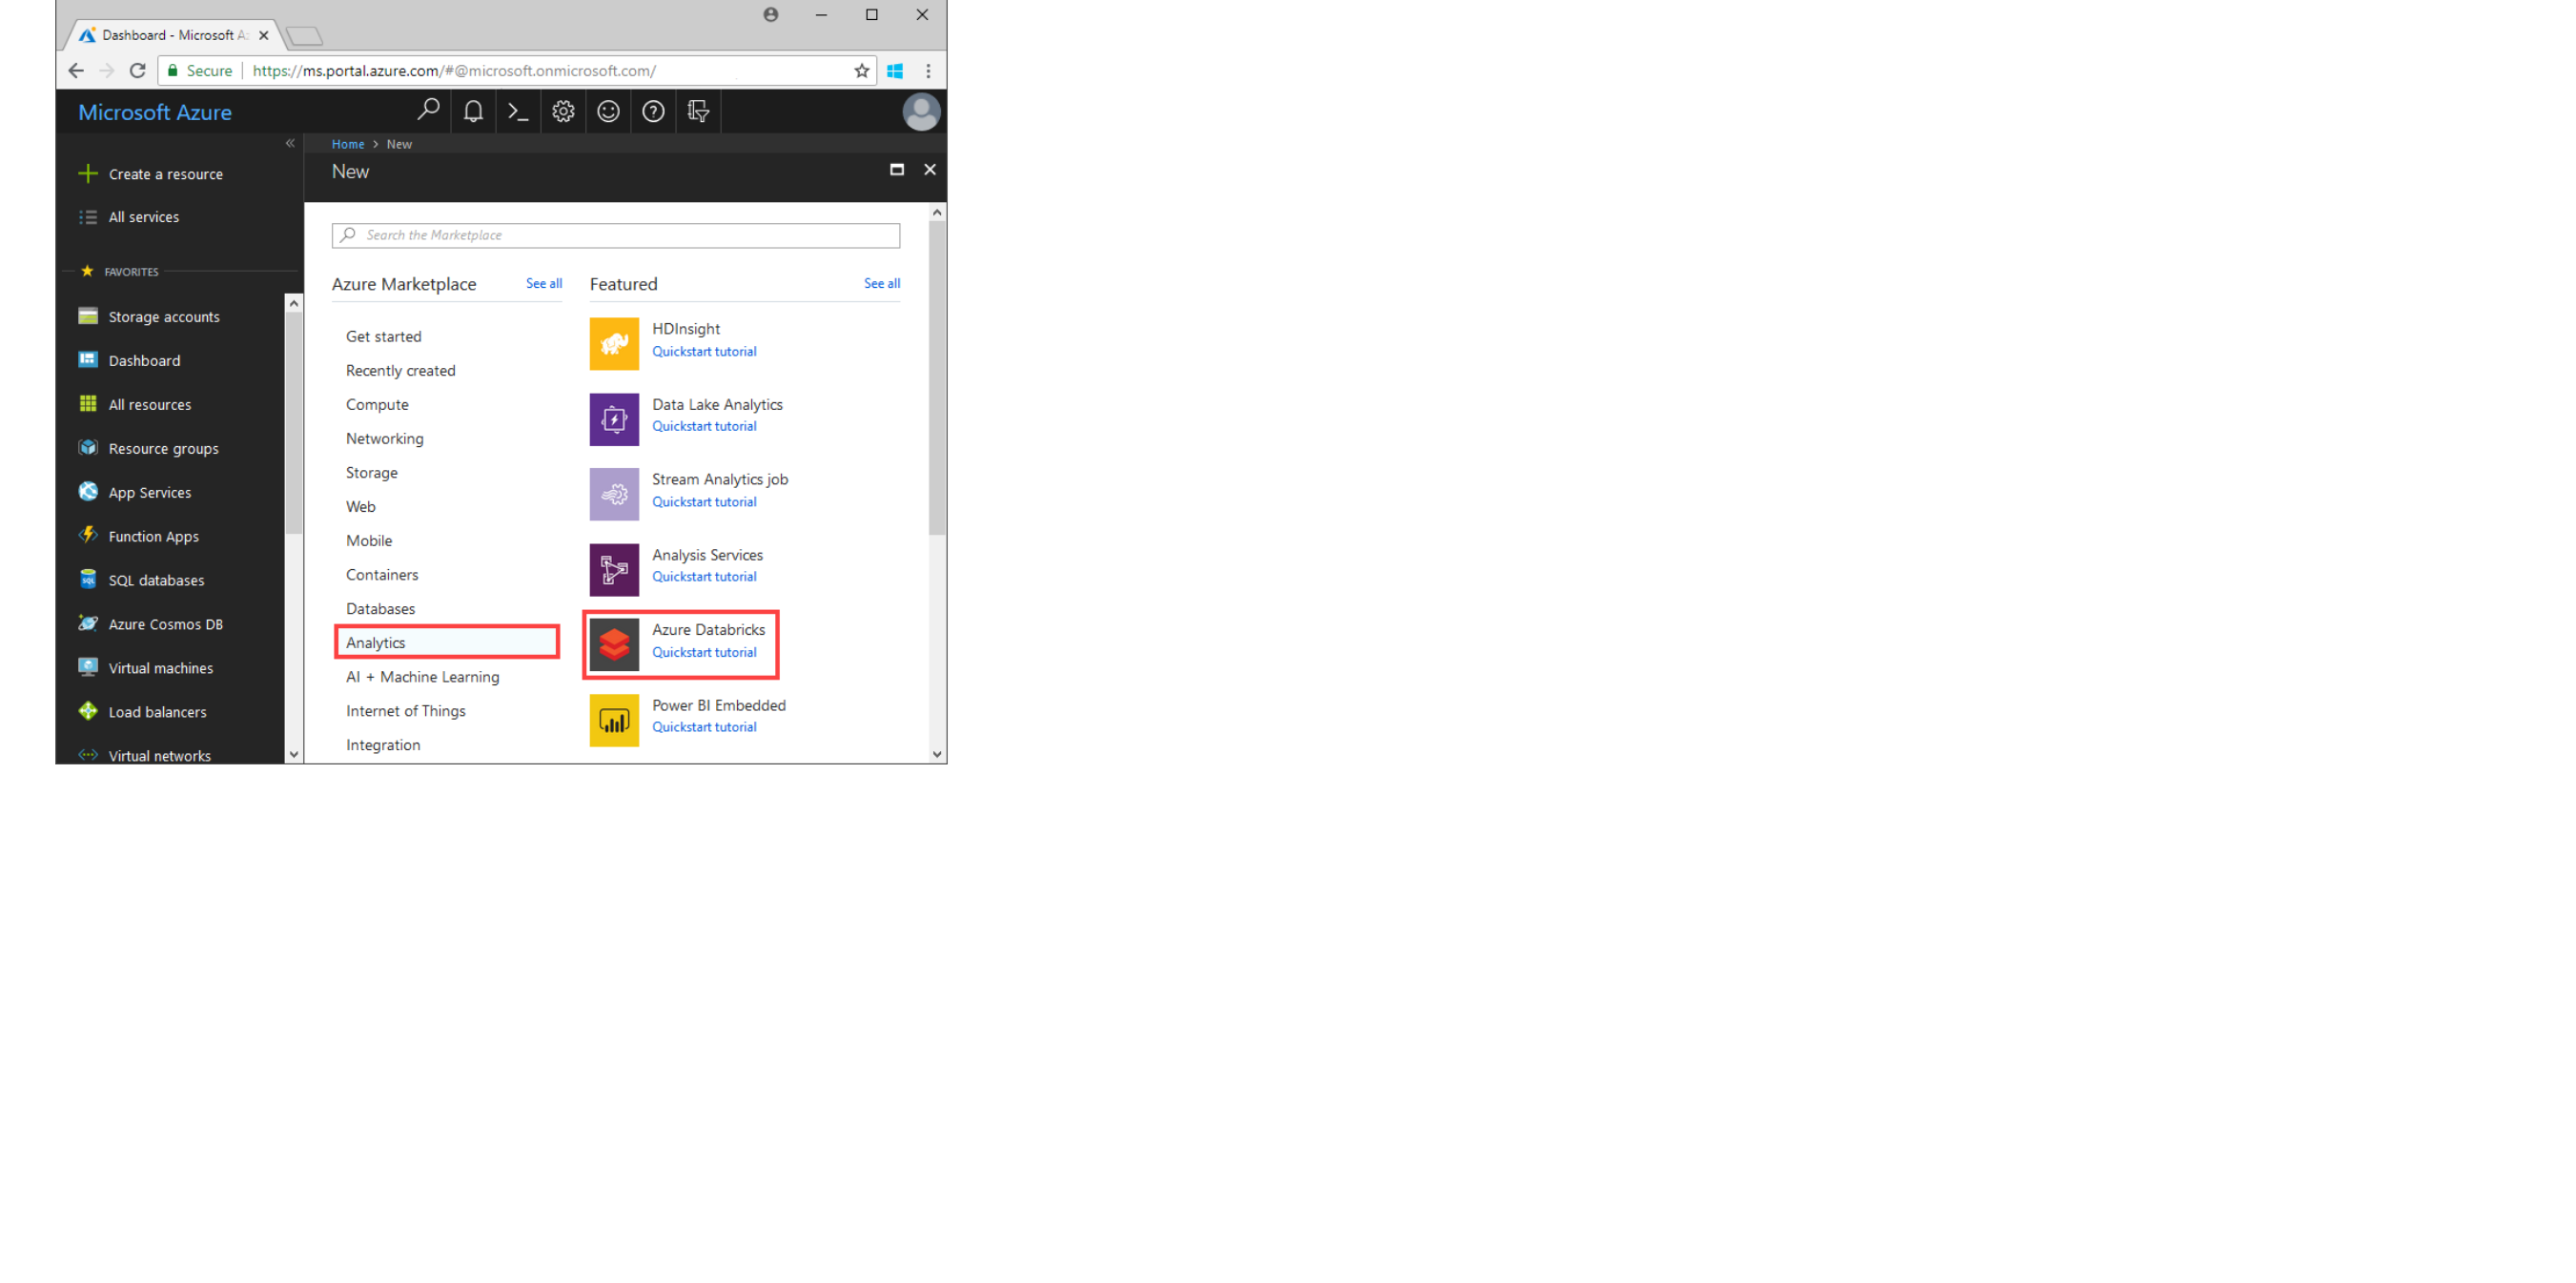 Dashboard - Microsoft A
Secure
https://ms.portal.azure.com/#@microsoft.onmicrosoft.com/
Microsoft Azure
Create a resource
All services
FAVORITES
Storage accounts
Dashboard
All resources
Resource groups
App Services
Function Apps
SQL databases
Azure Cosmos DB
Virtual machines
Load balancers
Virtual networks
Home > New
New
Search the Marketplace
Azure Marketplace
See all
Get started
Recently created
Compute
Networking
Storage
Web
Mobile
Containers
Databases
Analytics
AI + Machine Learning
Internet of Things
Integration
Featured
See all
HDInsight
Quickstart tutorial
Data Lake Analytics
Quickstart tutorial
Stream Analytics job
Quickstart tutorial
Analysis Services
Quickstart tutorial
Azure Databricks
Quickstart tutorial
Power BI Embedded
Quickstart tutorial